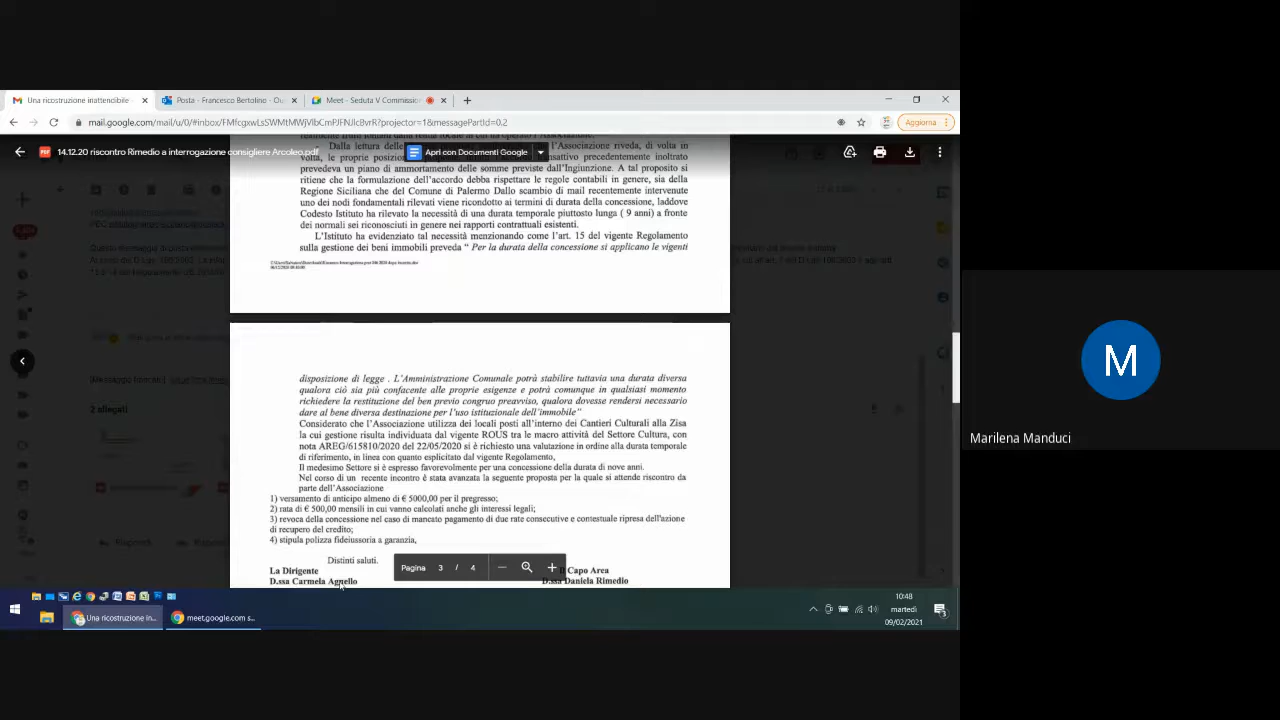 Una ricostruzione inattendibile
Posta - Francesco Bertolino - Ou
Meet - Seduta V Commissi
mail.google.com/mail/u/0/#inbox/FMfcgxwLsSWMtMWjVlbCmPJFNJlcBvrR?projector=1&messagePartId=0.2
Aggiorna
14.12.20 riscontro Rimedio a interrogazione consigliere Arcoleo.pdf
Apri con Documenti Google
Dalla lettura delle che l'Associazione riveda, di volta in
volta, le proprie posizioni transattivo precedentemente inoltrato
prevedeva un piano di ammortamento delle somme previste dall'Ingiunzione. A tal proposito si
ritiene che la formulazione dell'accordo debba rispettare le regole contabili in genere, sia della
Regione Siciliana che del Comune di Palermo Dallo scambio di mail recentemente intervenute
uno dei nodi fondamentali rilevati viene ricondotto ai termini di durata della concessione, laddove
Codesto Istituto ha rilevato la necessità di una durata temporale piuttosto lunga ( 9 anni) a fronte
dei normali sei riconosciuti in genere nei rapporti contrattuali esistenti.
L'Istituto ha evidenziato tal necessità menzionando come l'art. 15 del vigente Regolamento
sulla gestione dei beni immobili preveda “ Per la durata della concessione si applicano le vigenti
disposizione di legge . L'Amministrazione Comunale potrà stabilire tuttavia una durata diversa
qualora ciò sia più confacente alle proprie esigenze e potrà comunque in qualsiasi momento
richiedere la restituzione del ben previo congruo preavviso, qualora dovesse rendersi necessario
dare al bene diversa destinazione per l'uso istituzionale dell'immobile”
Considerato che l'Associazione utilizza dei locali posti all'interno dei Cantieri Culturali alla Zisa
la cui gestione risulta individuata dal vigente ROUS tra le macro attività del Settore Cultura, con
nota AREG/615810/2020 del 22/05/2020 si è richiesto una valutazione in ordine alla durata temporale
di riferimento, in linea con quanto esplicitato dal vigente Regolamento,
Il medesimo Settore si è espresso favorevolmente per una concessione della durata di nove anni.
Nel corso di un recente incontro è stata avanzata la seguente proposta per la quale si attende riscontro da
parte dell'Associazione
1) versamento di anticipo almeno di € 5000,00 per il pregresso;
2) rata di € 500,00 mensili in cui vanno calcolati anche gli interessi legali;
3) revoca della concessione nel caso di mancato pagamento di due rate consecutive e contestuale ripresa dell'azione
di recupero del credito;
4) stipula polizza fideiussoria a garanzia,
Distinti saluti.
La Dirigente
Il Capo Area
D.ssa Carmela Agnello
D.ssa Daniela Rimedio
Pagina 3 / 4
2 allegati
Rispondi
M
Marilena Manduci
Una ricostruzione in...
meet.google.com s...
10:48
martedì
09/02/2021